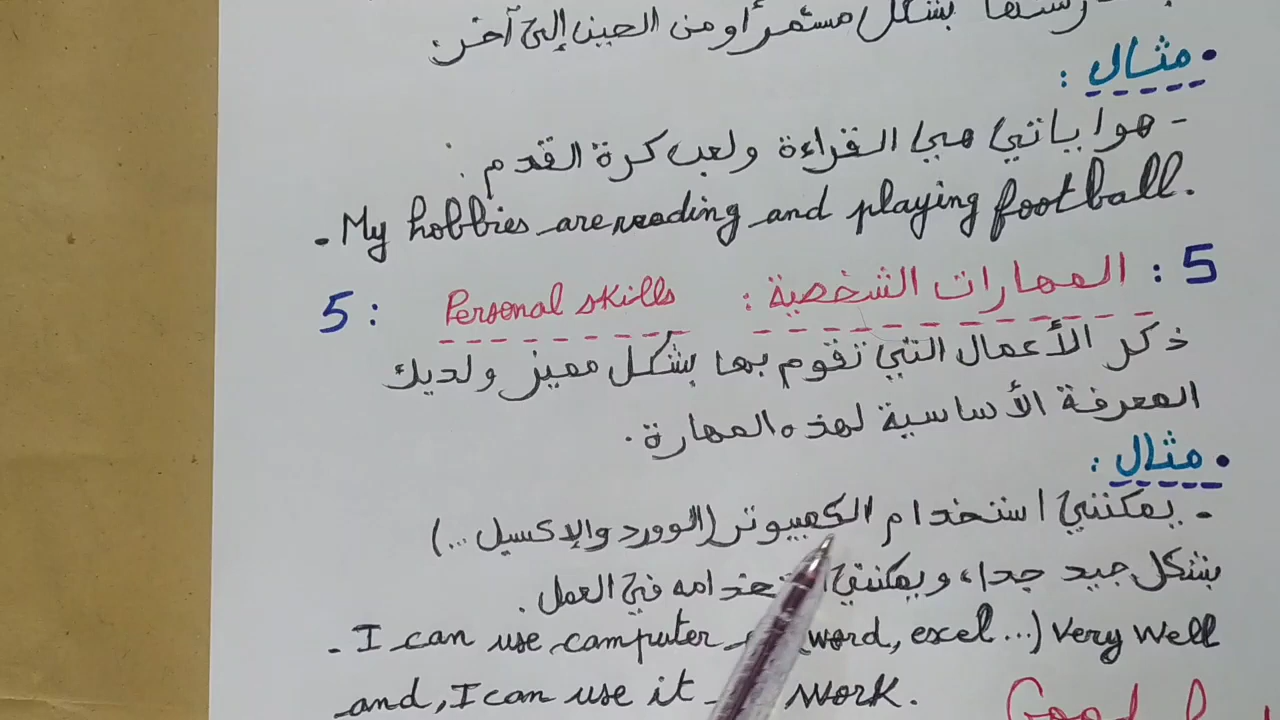 بشكل مستمر أو من الحين إلى آخر.
• مثال :
- هواياتي هي القراءة ولعب كرة القدم.
- My hobbies are reading and playing football.
5 : المهارات الشخصية : Personal skills : 5
ذكر الأعمال التي تقوم بها بشكل مميز ولديك
المعرفة الأساسية لهذه المهارة.
• مثال :
- يمكنني استخدام الكمبيوتر (الوورد والإكسيل ...)
بشكل جيد جدا، ويمكنني في العمل.
- I can use computer (word, excel...) Very well
and, I can use it work.
Good